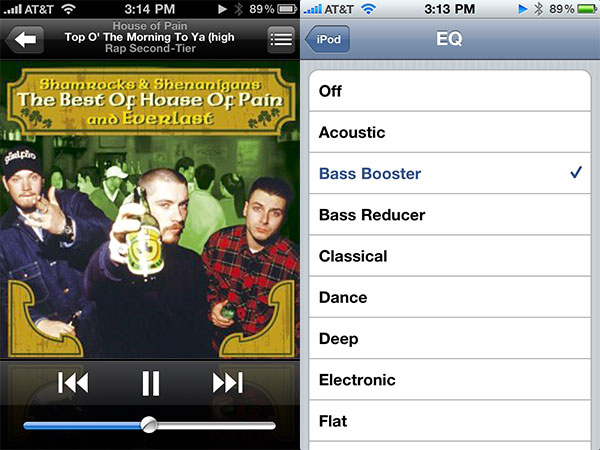 AT&T 3:14 PM 89%
House of Pain
Top O' The Morning To Ya (high
Rap Second-Tier
Shamrocks & Shenanigans
The Best Of House Of Pain
and Everlast
AT&T 3:13 PM 89%
iPod
EQ
Off
Acoustic
Bass Booster
Bass Reducer
Classical
Dance
Deep
Electronic
Flat